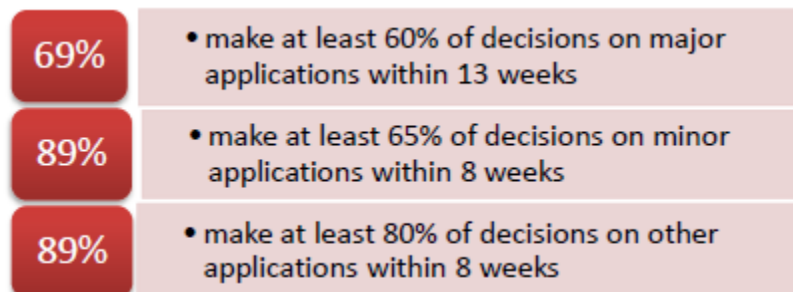 69%
• make at least 60% of decisions on major
applications within 13 weeks
89%
• make at least 65% of decisions on minor
applications within 8 weeks
89%
• make at least 80% of decisions on other
applications within 8 weeks